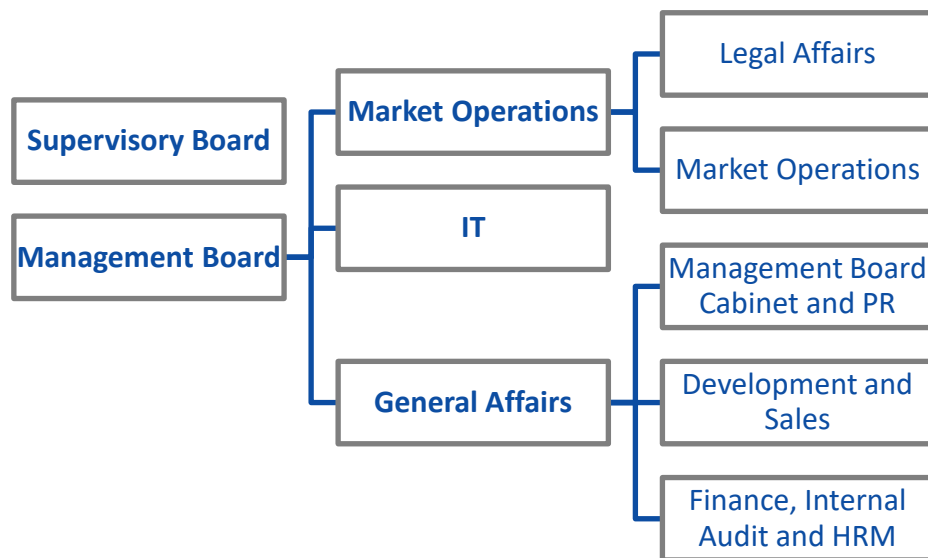 Supervisory Board
Management Board
Market Operations
IT
General Affairs
Legal Affairs
Market Operations
Management Board
Cabinet and PR
Development and
Sales
Finance, Internal
Audit and HRM